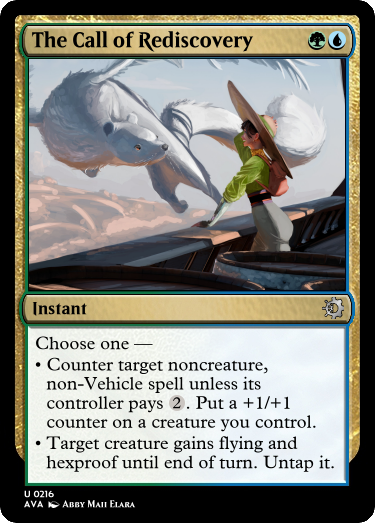 The Call of Rediscovery
Instant
Choose one —
• Counter target noncreature,
non-Vehicle spell unless its
controller pays 2. Put a +1/+1
counter on a creature you control.
• Target creature gains flying and
hexproof until end of turn. Untap it.
U 0216
AVA Abby Maii Elara